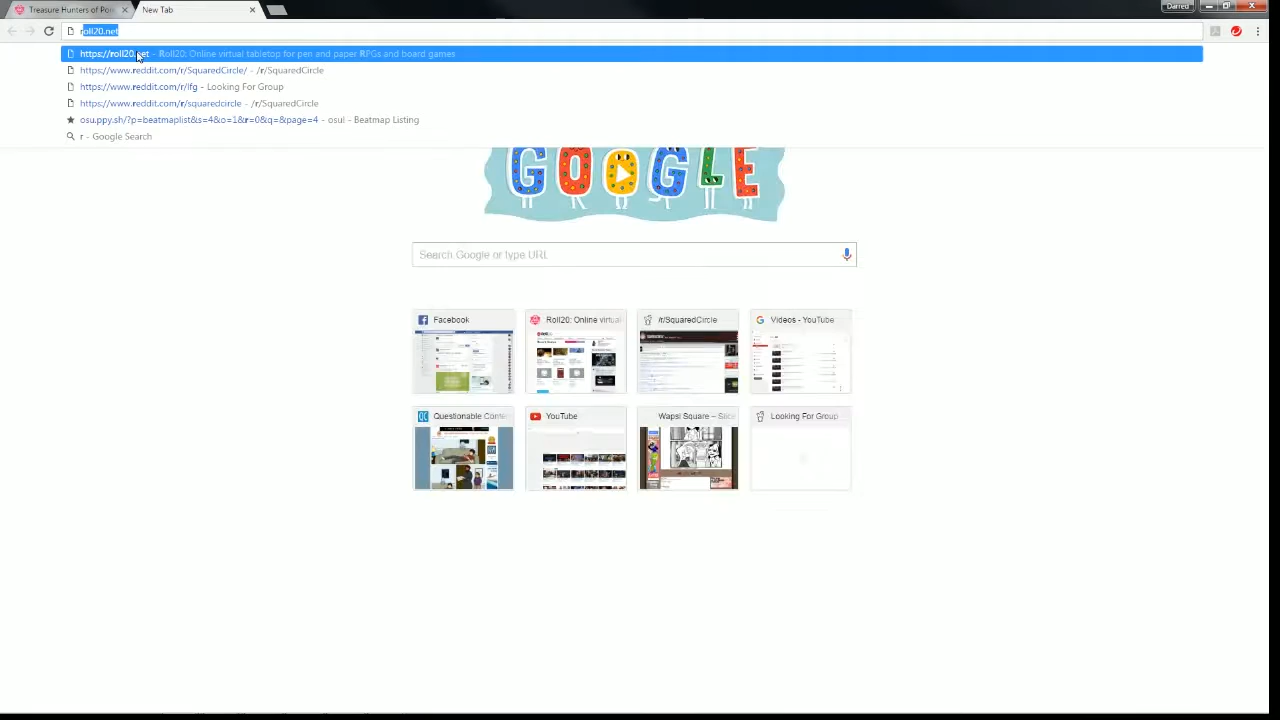 Treasure Hunters of Por
New Tab
Darred
roll20.net
https://roll20.net – Roll20: Online virtual tabletop for pen and paper RPGs and board games
https://www.reddit.com/r/SquaredCircle/ - /r/SquaredCircle
https://www.reddit.com/r/lfg - Looking For Group
https://www.reddit.com/r/squaredcircle - /r/SquaredCircle
osu.ppy.sh/?p=beatmaplist&s=4&o=1&r=0&q=&page=4 - osu! - Beatmap Listing
r - Google Search
GOOGLE
Search Google or type URL
Facebook
Roll20: Online virtual
/r/SquaredCircle
Videos - YouTube
Questionable Conte
YouTube
Wapsi Square – Slice
Looking For Group